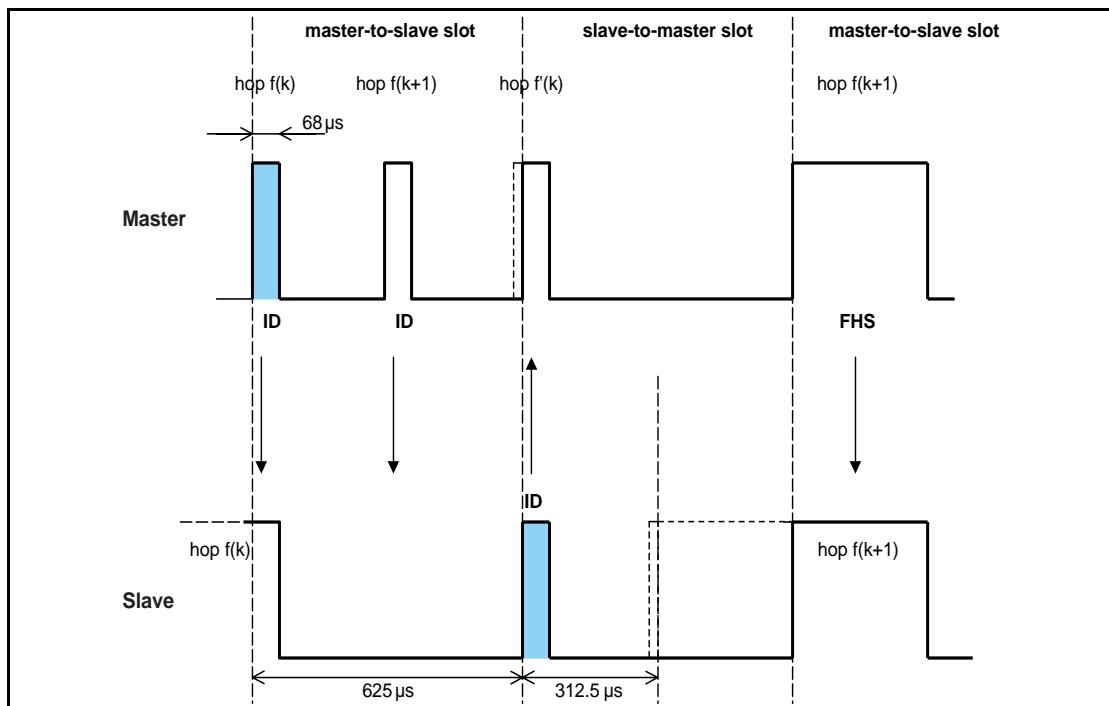 master-to-slave slot
slave-to-master slot
master-to-slave slot
hop f(k)
hop f(k+1)
hop f'(k)
hop f(k+1)
68 µs
Master
ID
ID
FHS
ID
hop f(k)
hop f(k+1)
Slave
625 µs
312.5 µs